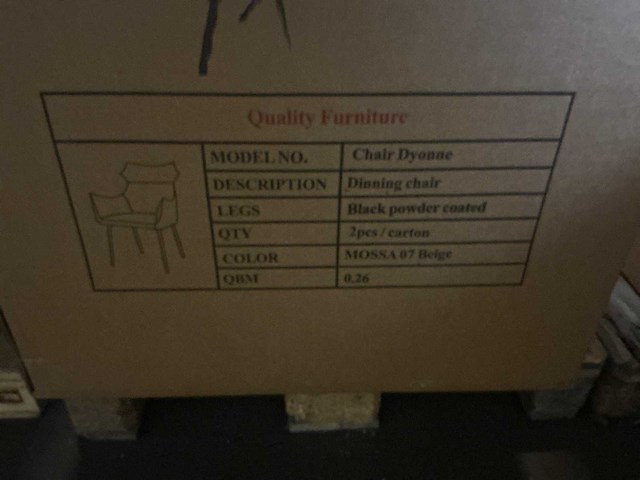 Quality Furniture
MODEL NO. Chair Dyonne
DESCRIPTION Dinning chair
LEGS Black powder coated
QTY 2pcs / carton
COLOR MOSSA 07 Beige
QBM 0.26